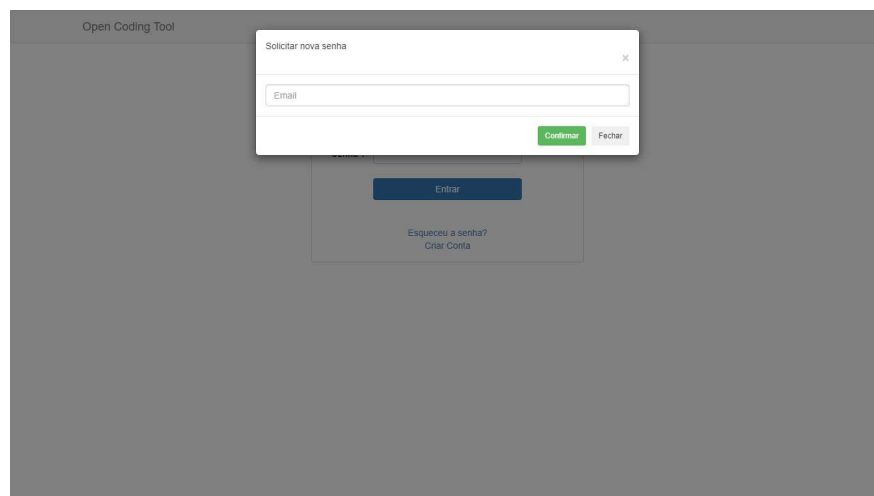 Open Coding Tool
Solicitar nova senha
×
Email
Confirmar Fechar
Entrar
Esqueceu a senha?
Criar Conta